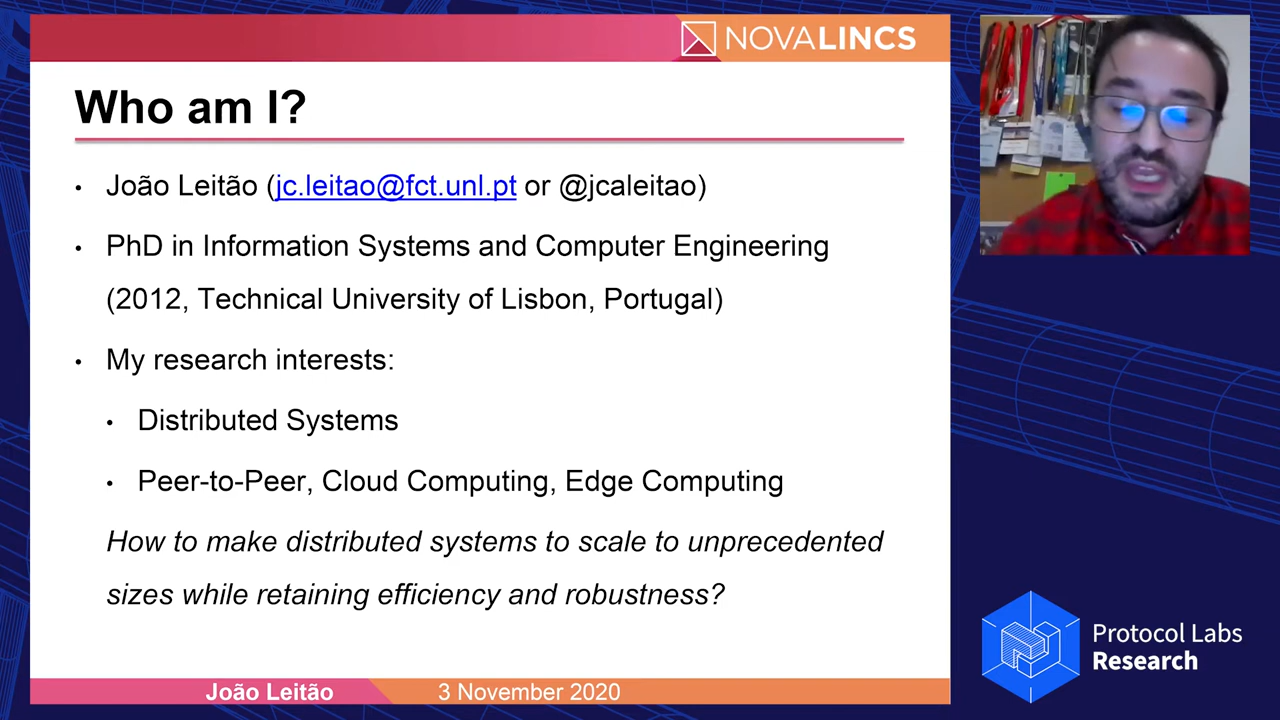 NOVALINCS
Who am I?
• João Leitão (jc.leitao@fct.unl.pt or @jcaleitao)
• PhD in Information Systems and Computer Engineering
(2012, Technical University of Lisbon, Portugal)
• My research interests:
• Distributed Systems
• Peer-to-Peer, Cloud Computing, Edge Computing
How to make distributed systems to scale to unprecedented
sizes while retaining efficiency and robustness?
João Leitão 3 November 2020
Protocol Labs
Research